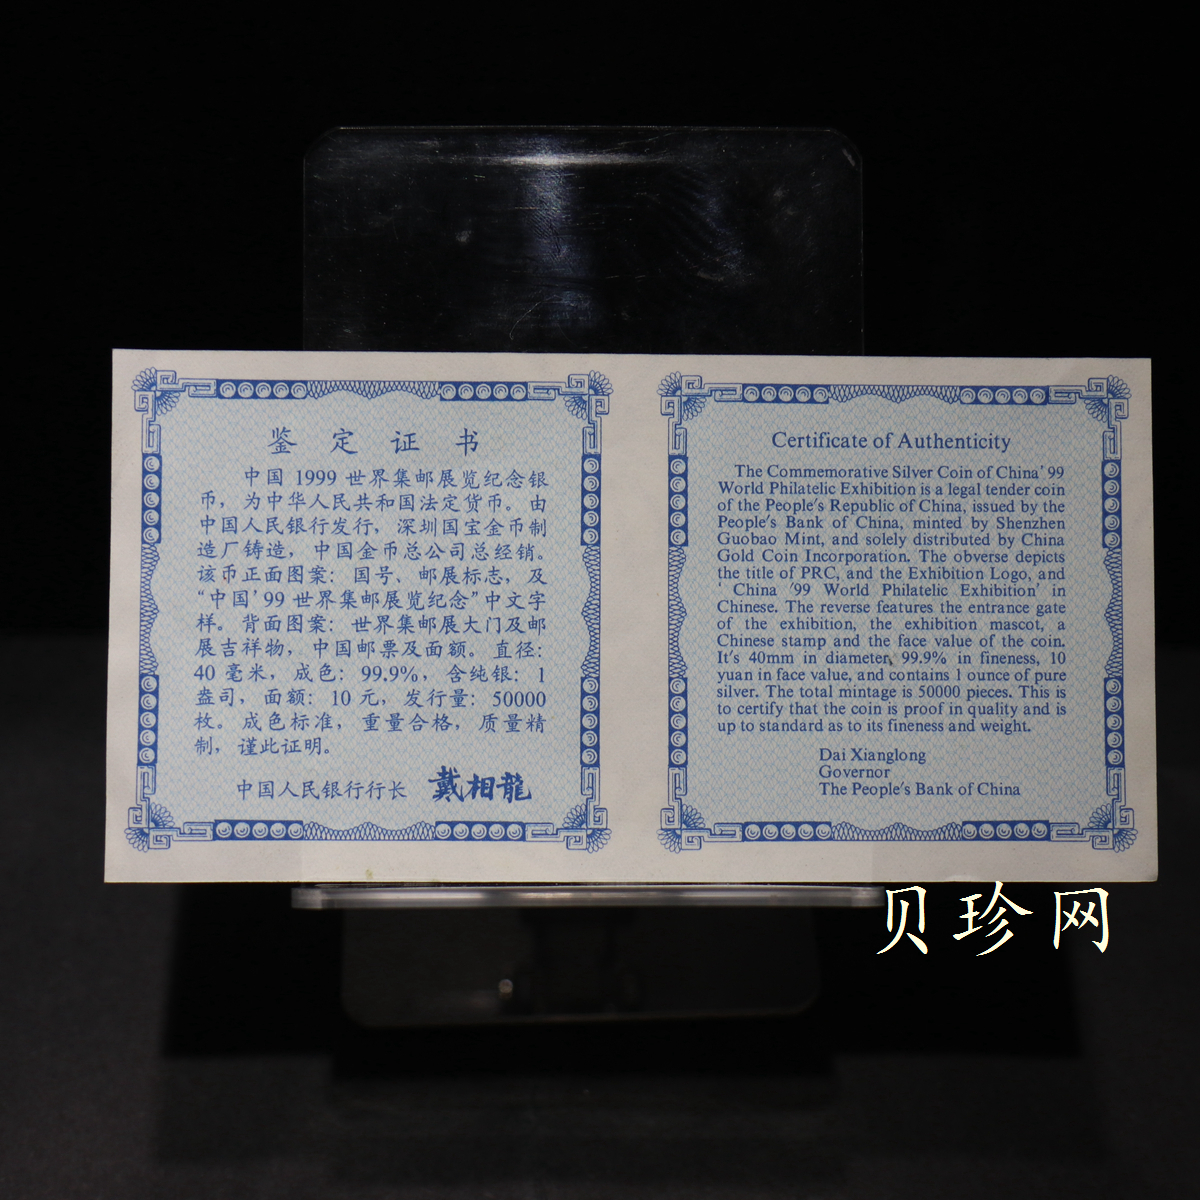 鉴定证书
中国1999世界集邮展览纪念银
币，为中华人民共和国法定货币。由
中国人民银行发行，深圳国宝金币制
造厂铸造，中国金币总公司总经销。
该币正面图案：国号、邮展标志，及
“中国’99世界集邮展览纪念”中文字
样。背面图案：世界集邮展大门及邮
展吉祥物，中国邮票及面额。直径：
40毫米，成色：99.9%，含纯银：1
盎司，面额：10元，发行量：50000
枚。成色标准，重量合格，质量精
制，谨此证明。
中国人民银行行长 戴相龍
Certificate of Authenticity
The Commemorative Silver Coin of China' 99
World Philatelic Exhibition is a legal tender coin
of the People's Republic of China, issued by the
People's Bank of China, minted by Shenzhen
Guobao Mint, and solely distributed by China
Gold Coin Incorporation. The obverse depicts
the title of PRC, and the Exhibition Logo, and
' China '99 World Philatelic Exhibition' in
Chinese. The reverse features the entrance gate
of the exhibition, the exhibition mascot, a
Chinese stamp and the face value of the coin.
It's 40mm in diameter, 99.9% in fineness, 10
yuan in face value, and contains 1 ounce of pure
silver. The total mintage is 50000 pieces. This is
to certify that the coin is proof in quality and is
up to standard as to its fineness and weight.
Dai Xianglong
Governor
The People's Bank of China
贝珍网